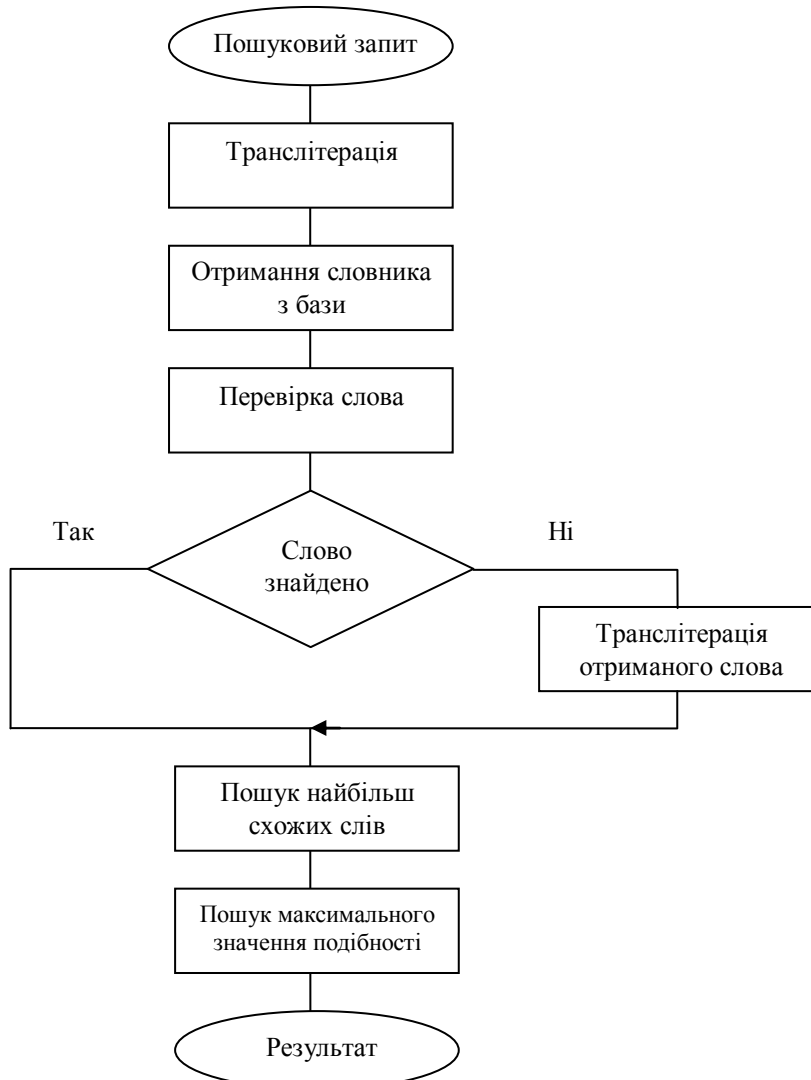 Пошуковий запит
Транслітерація
Отримання словника
з бази
Перевірка слова
Так
Ні
Слово
знайдено
Транслітерація
отриманого слова
Пошук найбільш
схожих слів
Пошук максимального
значення подібності
Результат